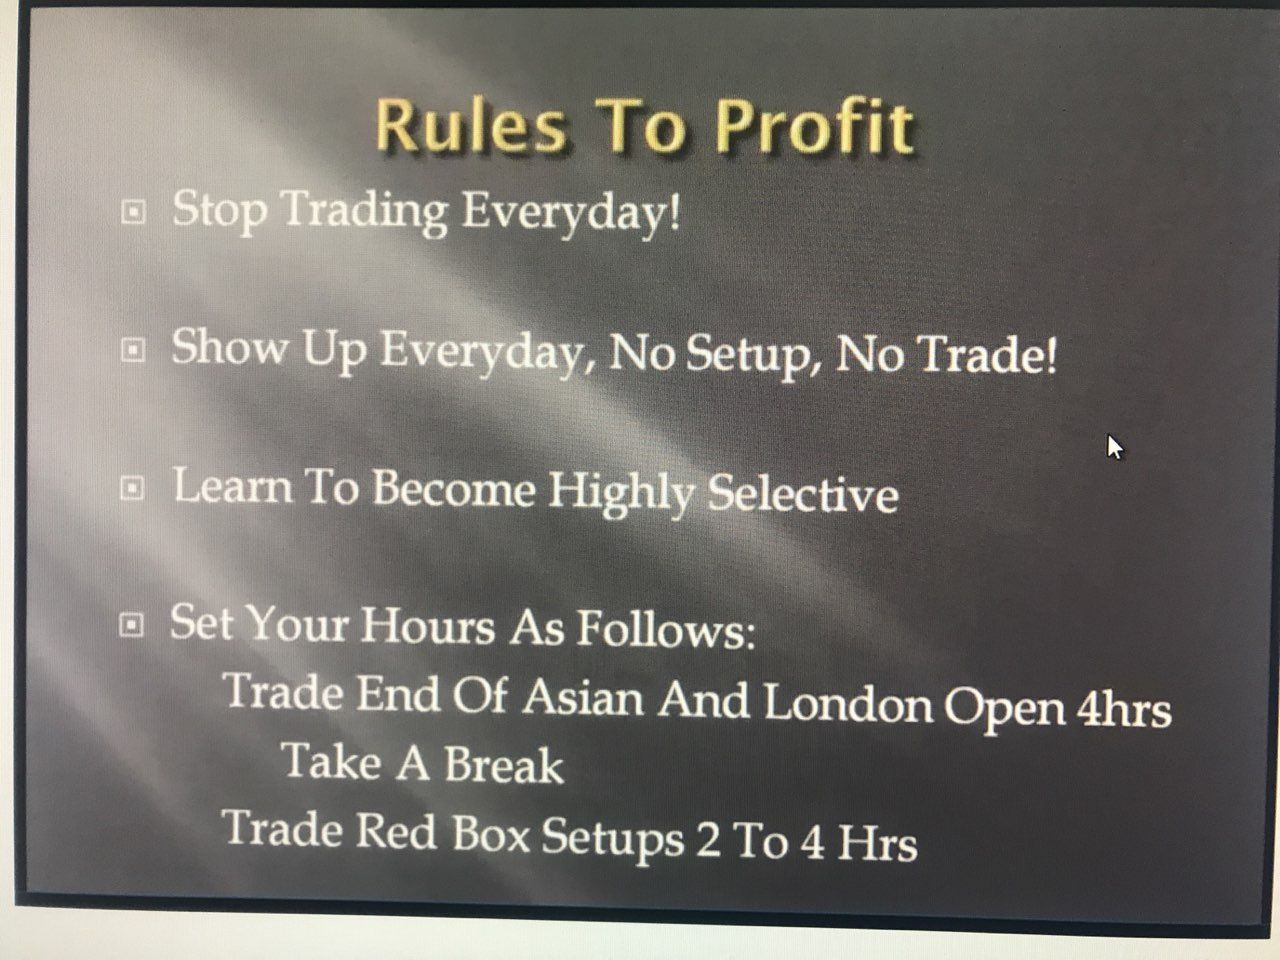 Rules To Profit
Stop Trading Everyday!
Show Up Everyday, No Setup, No Trade!
Learn To Become Highly Selective
Set Your Hours As Follows:
Trade End Of Asian And London Open 4hrs
Take A Break
Trade Red Box Setups 2 To 4 Hrs